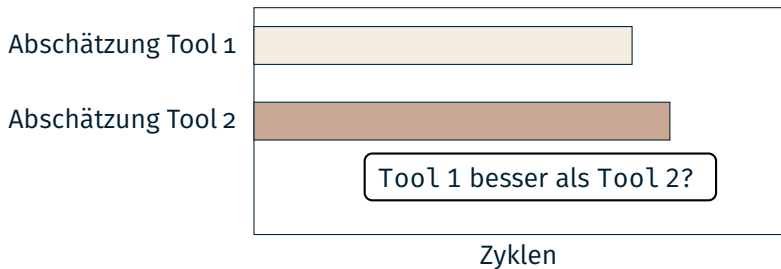 Abschätzung Tool 1
Abschätzung Tool 2
Tool 1 besser als Tool 2?
Zyklen